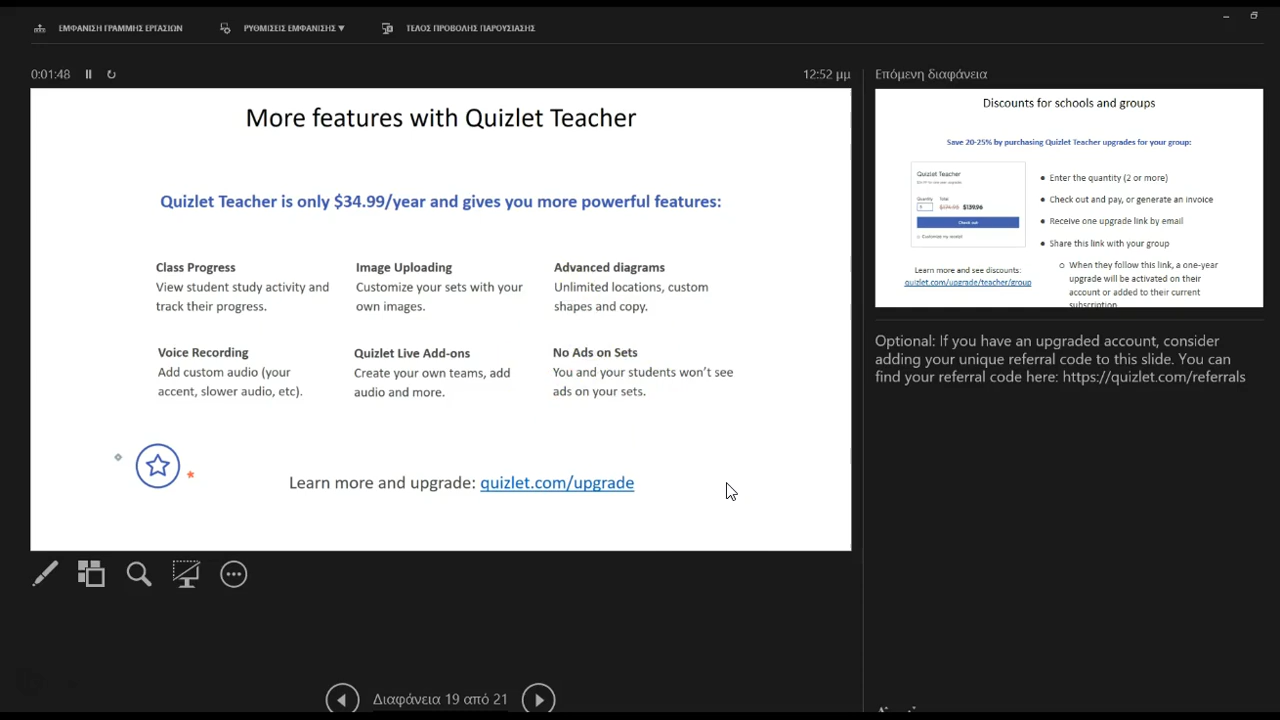 ΕΜΦΑΝΙΣΗ ΓΡΑΜΜΗΣ ΕΡΓΑΣΙΩΝ
ΡΥΘΜΙΣΕΙΣ ΕΜΦΑΝΙΣΗΣ ▼
ΤΕΛΟΣ ΠΡΟΒΟΛΗΣ ΠΑΡΟΥΣΙΑΣΗΣ
0:01:48
12:52 μμ
More features with Quizlet Teacher
Quizlet Teacher is only $34.99/year and gives you more powerful features:
Class Progress
View student study activity and
track their progress.
Image Uploading
Customize your sets with your
own images.
Advanced diagrams
Unlimited locations, custom
shapes and copy.
Voice Recording
Add custom audio (your
accent, slower audio, etc).
Quizlet Live Add-ons
Create your own teams, add
audio and more.
No Ads on Sets
You and your students won't see
ads on your sets.
Learn more and upgrade: quizlet.com/upgrade
Διαφάνεια 19 από 21
Επόμενη διαφάνεια
Discounts for schools and groups
Save 20-25% by purchasing Quizlet Teacher upgrades for your group:
Quizlet Teacher
Quantity Total
$139.96
Check out
Learn more and see discounts:
quizlet.com/upgrade/teacher/group
● Enter the quantity (2 or more)
● Check out and pay, or generate an invoice
● Receive one upgrade link by email
● Share this link with your group
○ When they follow this link, a one-year
upgrade will be activated on their
account or added to their current
subscription
Optional: If you have an upgraded account, consider
adding your unique referral code to this slide. You can
find your referral code here: https://quizlet.com/referrals